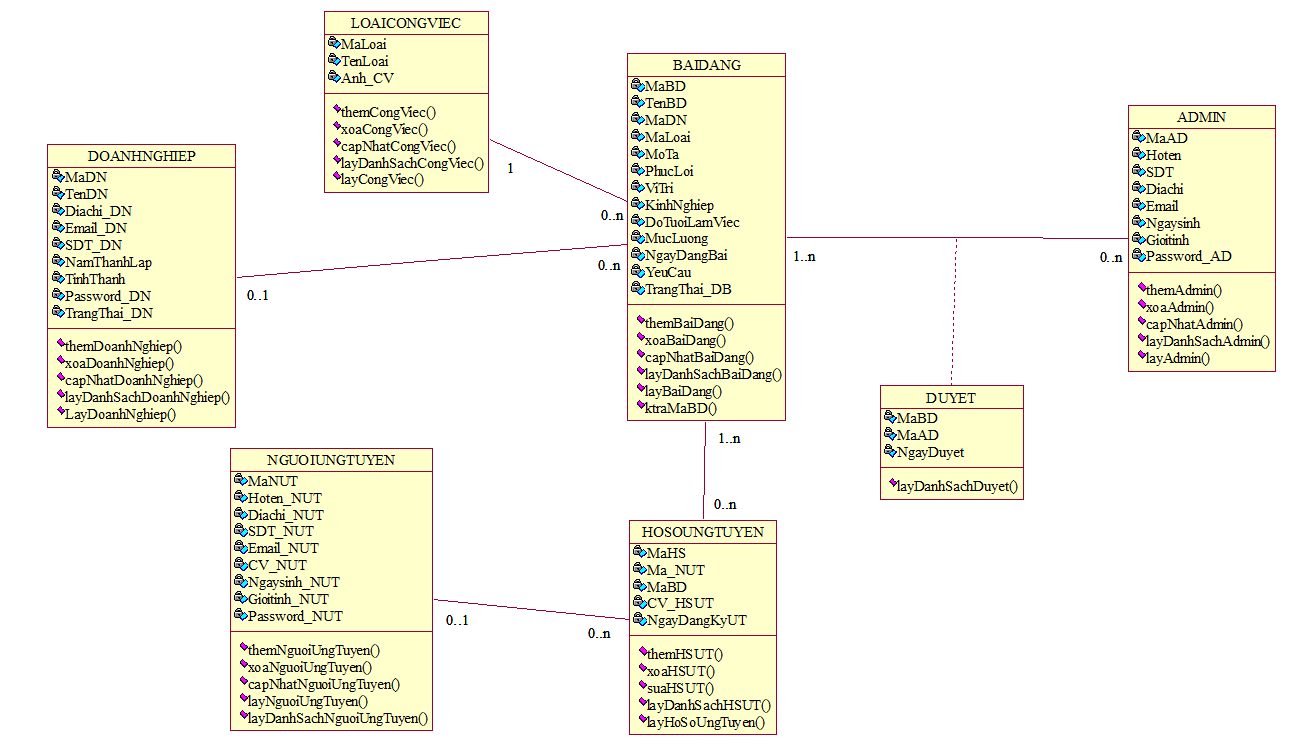 LOAICONGVIEC
MaLoai
TenLoai
Anh_CV
themCongViec()
xoaCongViec()
capNhatCongViec()
layDanhSachCongViec()
layCongViec()
1
0..n
BAIDANG
MaBD
TenBD
MaDN
MaLoai
MoTa
PhucLoi
ViTri
KinhNghiep
DoTuoiLamViec
MucLuong
NgayDangBai
YeuCau
TrangThai_DB
themBaiDang()
xoaBaiDang()
capNhatBaiDang()
layDanhSachBaiDang()
layBaiDang()
ktraMaBD()
ADMIN
MaAD
Hoten
SDT
Diachi
Email
Ngaysinh
Gioitinh
Password_AD
themAdmin()
xoaAdmin()
capNhatAdmin()
layDanhSachAdmin()
layAdmin()
1..n
0..n
DOANHNGHIEP
MaDN
TenDN
Diachi_DN
Email_DN
SDT_DN
NamThanhLap
TinhThanh
Password_DN
TrangThai_DN
themDoanhNghiep()
xoaDoanhNghiep()
capNhatDoanhNghiep()
layDanhSachDoanhNghiep()
LayDoanhNghiep()
0..1
0..n
DUYET
MaBD
MaAD
NgayDuyet
layDanhSachDuyet()
1..n
0..n
NGUOIUNGTUYEN
MaNUT
Hoten_NUT
Diachi_NUT
SDT_NUT
Email_NUT
CV_NUT
Ngaysinh_NUT
Gioitinh_NUT
Password_NUT
themNguoiUngTuyen()
xoaNguoiUngTuyen()
capNhatNguoiUngTuyen()
layNguoiUngTuyen()
layDanhSachNguoiUngTuyen()
0..1
0..n
HOSOUNGTUYEN
MaHS
Ma_NUT
MaBD
CV_HSUT
NgayDangKyUT
themHSUT()
xoaHSUT()
suaHSUT()
layDanhSachHSUT()
layHoSoUngTuyen()